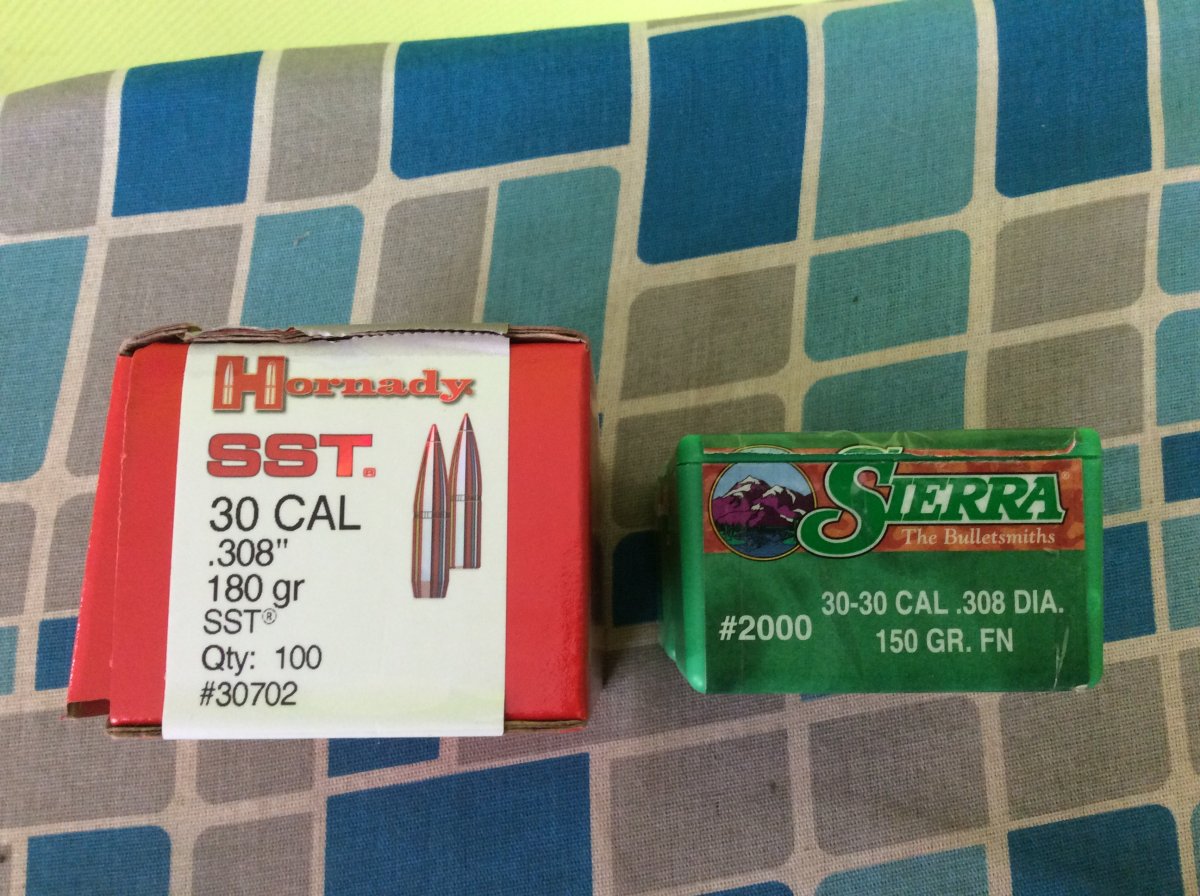 Hornady
SST®
30 CAL
.308"
180 gr
SST®
Qty: 100
#30702
SIERRA®
The Bulletsmiths
#2000
30-30 CAL .308 DIA.
150 GR. FN